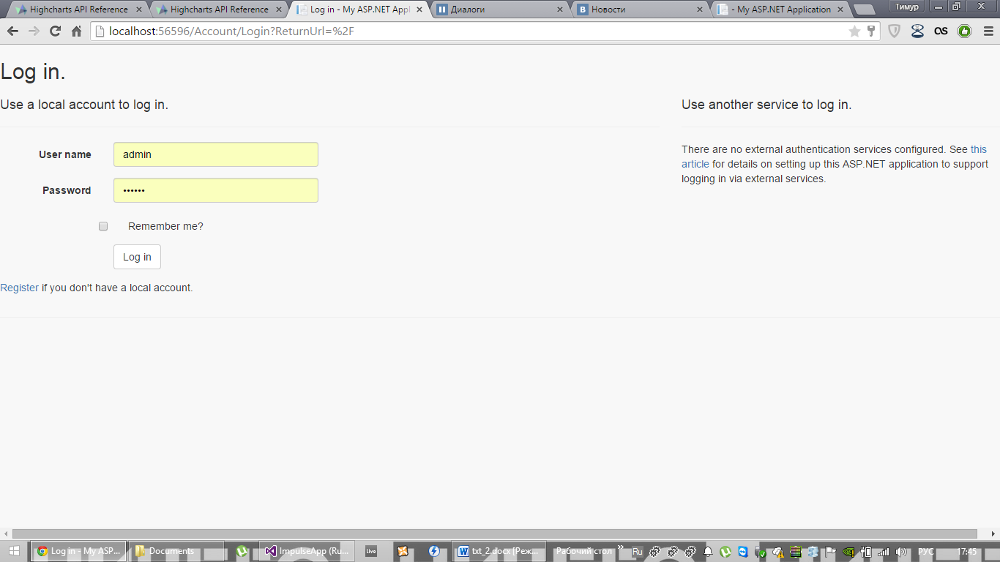 Highcharts API Reference
Highcharts API Reference
Log in - My ASP.NET Appl
Диалоги
Новости
- My ASP.NET Application
Тимур
localhost:56596/Account/Login?ReturnUrl=%2F
Log in.
Use a local account to log in.
User name
admin
Password
••••••
Remember me?
Log in
Register if you don't have a local account.
Use another service to log in.
There are no external authentication services configured. See this
article for details on setting up this ASP.NET application to support
logging in via external services.
Log in - My ASP...
Documents
ImpulseApp (Ru...
live
txt_2.docx [Реж...
Рабочий стол
Ru
РУС
17:45